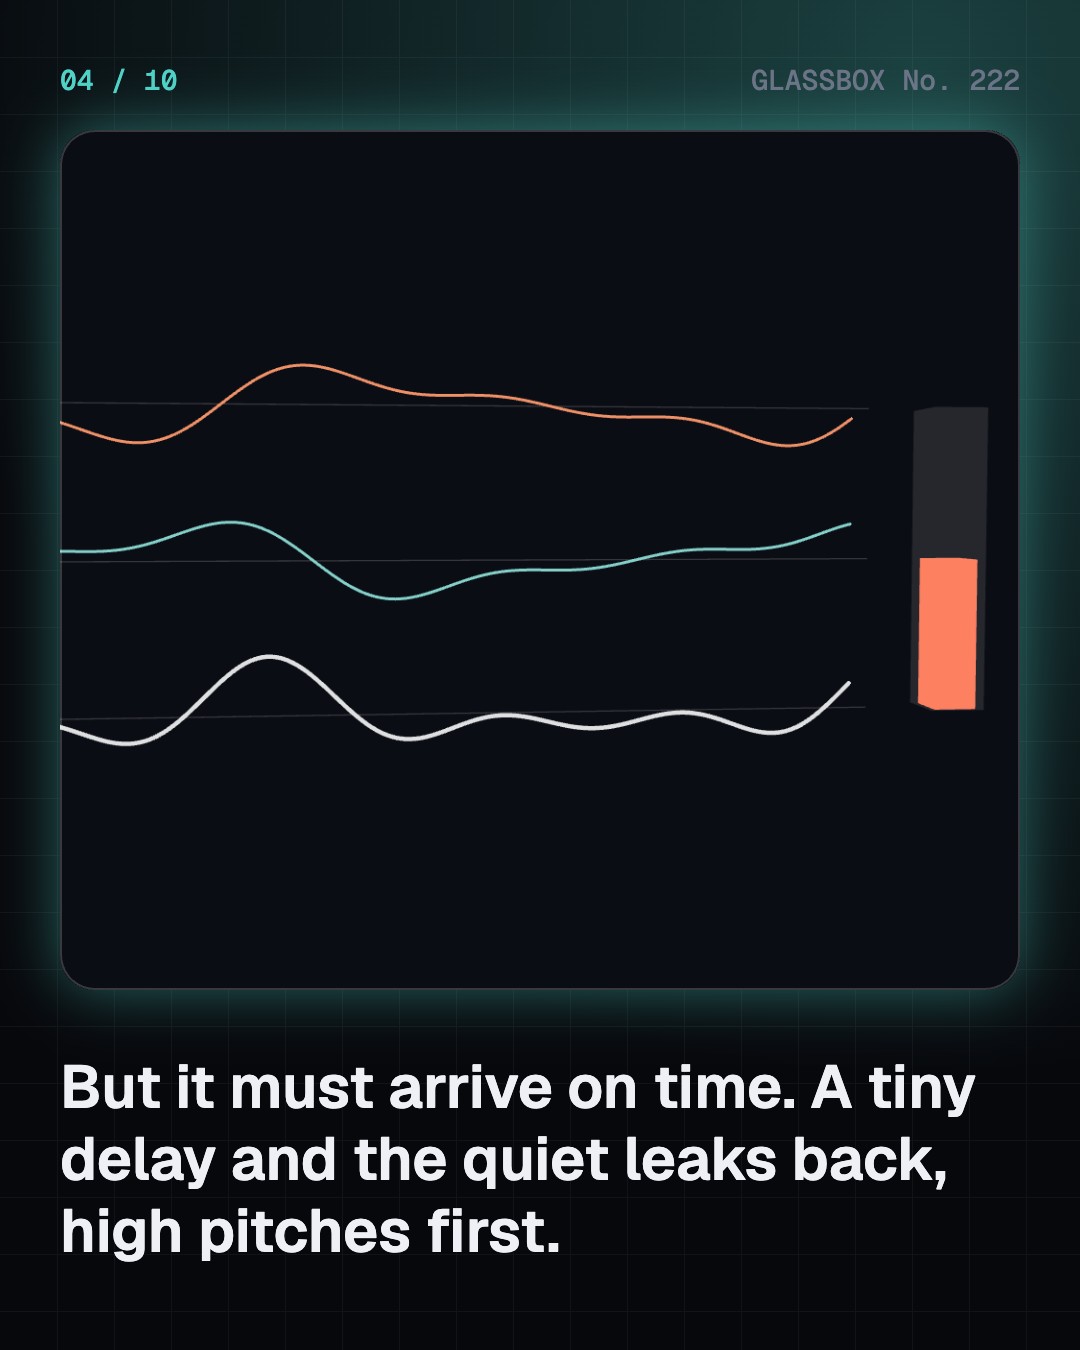 04 / 10
GLASSBOX No. 222
But it must arrive on time. A tiny
delay and the quiet leaks back,
high pitches first.